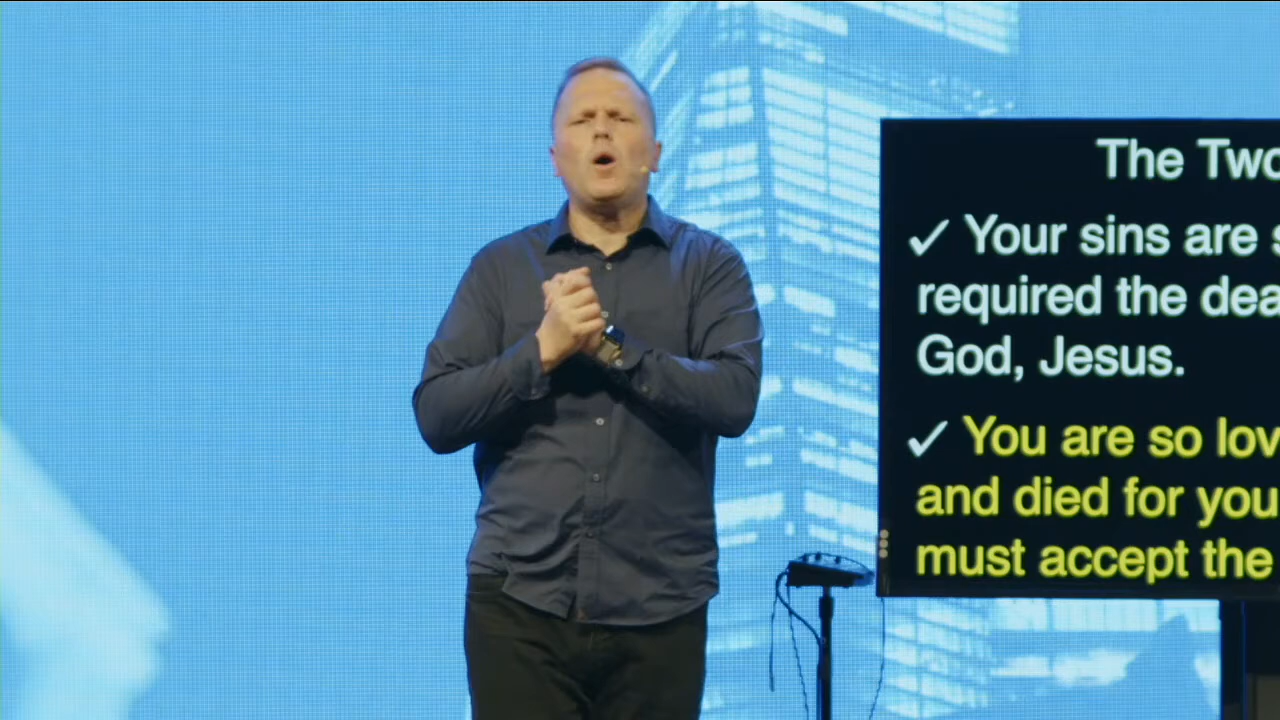 The Two
✓ Your sins are
required the dea
God, Jesus.
✓ You are so lov
and died for you
must accept the